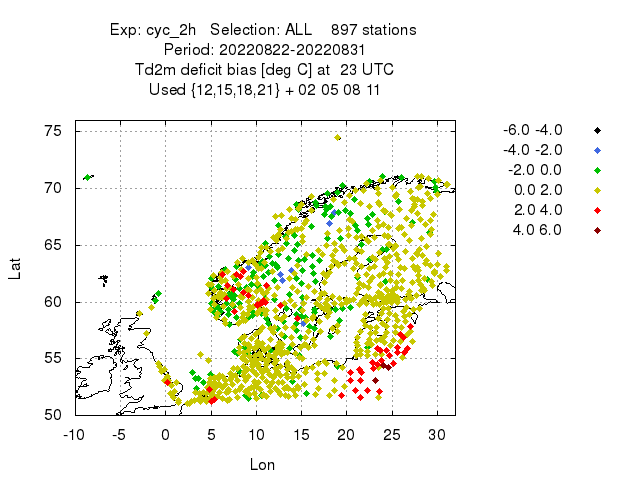 Exp: cyc_2h   Selection: ALL    897 stations
Period: 20220822-20220831
Td2m deficit bias [deg C] at  23 UTC
Used {12,15,18,21} + 02 05 08 11
-6.0 -4.0
-4.0 -2.0
-2.0 0.0
0.0 2.0
2.0 4.0
4.0 6.0
75
70
65
60
55
50
Lat
-10 -5 0 5 10 15 20 25 30
Lon